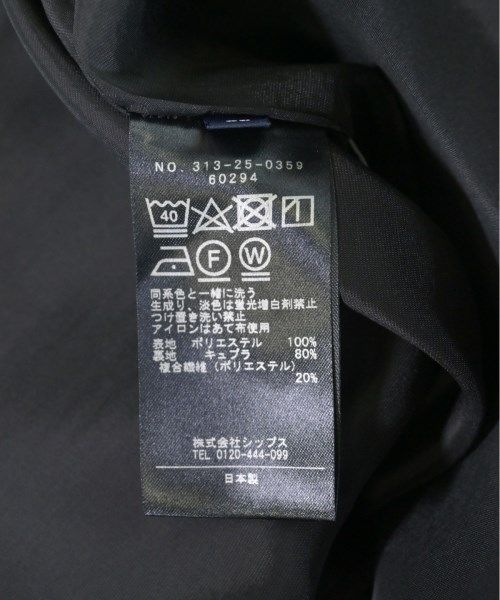 NO. 313-25-0359
60294
40
F W
同系色と一緒に洗う
生成り、淡色は蛍光増白剤禁止
つけ置き洗い禁止
アイロンはあて布使用
表地 ポリエステル 100%
裏地 キュプラ 80%
複合繊維(ポリエステル)
20%
株式会社シップス
TEL 0120-444-099
日本製